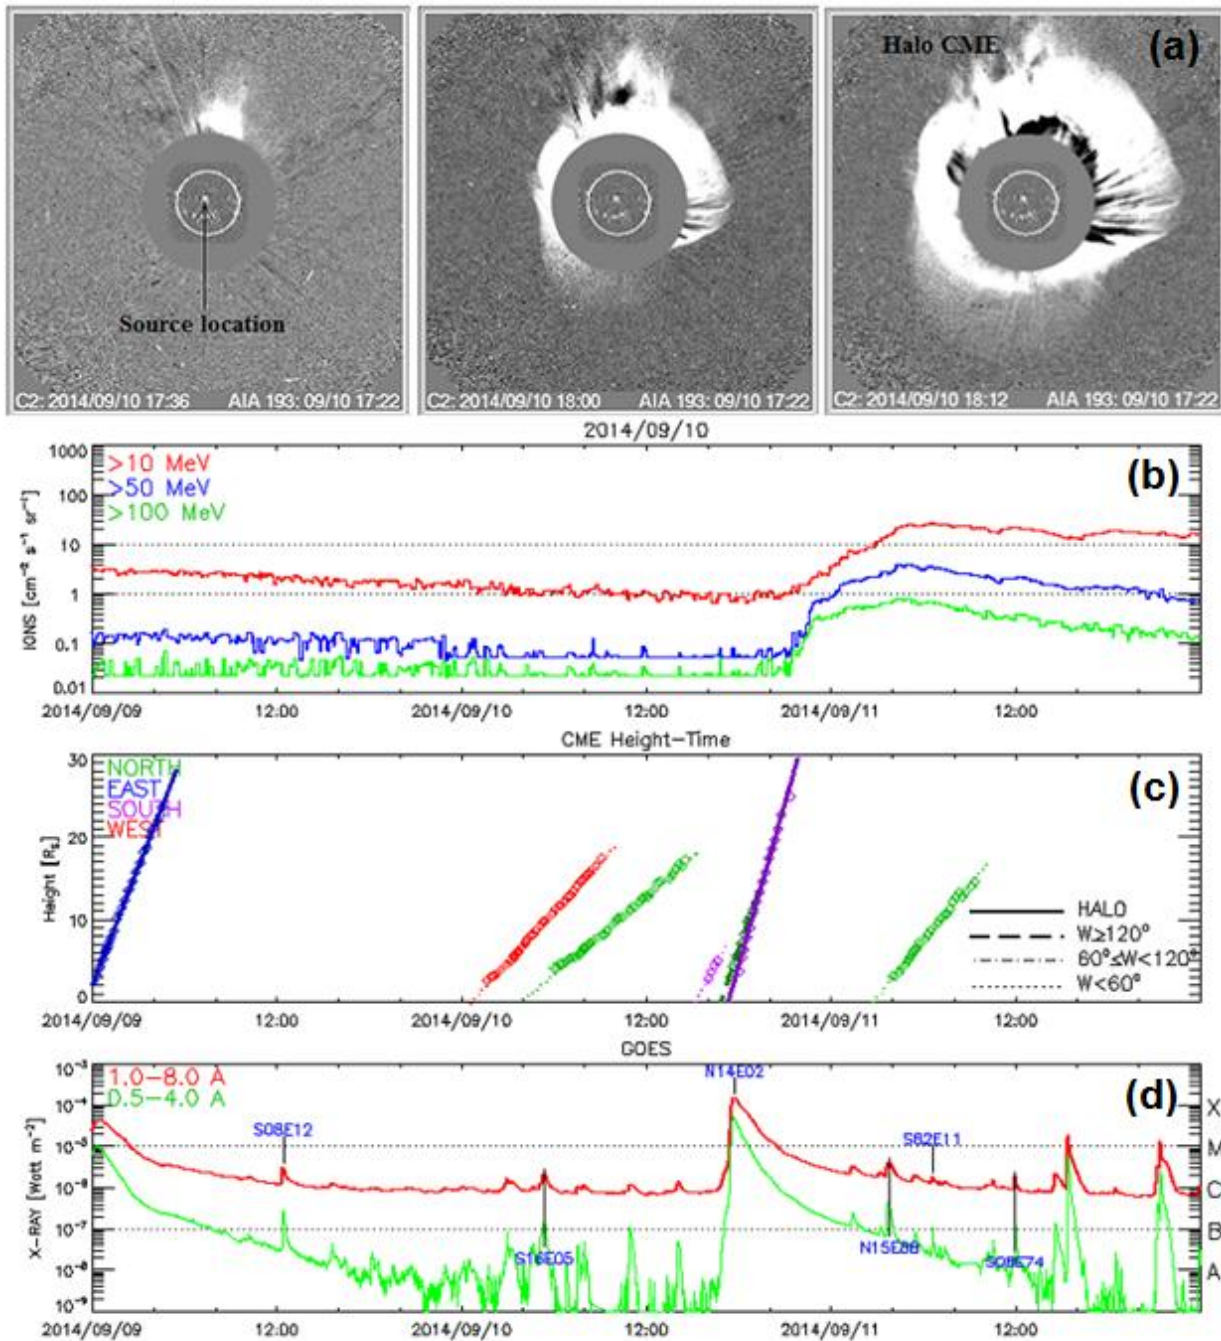 Halo CME
(a)
Source location
C2: 2014/09/10 17:36 AIA 193: 09/10 17:22
C2: 2014/09/10 18:00 AIA 193: 09/10 17:22
C2: 2014/09/10 18:12 AIA 193: 09/10 17:22
2014/09/10
(b)
>10 MeV
>50 MeV
>100 MeV
IONS [cm⁻² s⁻¹ sr⁻¹]
1000
100
10
1
0.1
0.01
2014/09/09 12:00 2014/09/10 12:00 2014/09/11 12:00
CME Height-Time
(c)
NORTH
EAST
SOUTH
WEST
Height [Rs]
30
20
10
0
HALO
W≥120°
60°≤W<120°
W<60°
2014/09/09 12:00 2014/09/10 12:00 2014/09/11 12:00
GOES
(d)
1.0-8.0 A
0.5-4.0 A
X-RAY [Watt m⁻²]
10⁻³
10⁻⁴
10⁻⁵
10⁻⁶
10⁻⁷
10⁻⁸
10⁻⁹
X
M
C
B
A
N14E02
S08E12
S62E11
S16E05
N15E88
2014/09/09 12:00 2014/09/10 12:00 2014/09/11 12:00